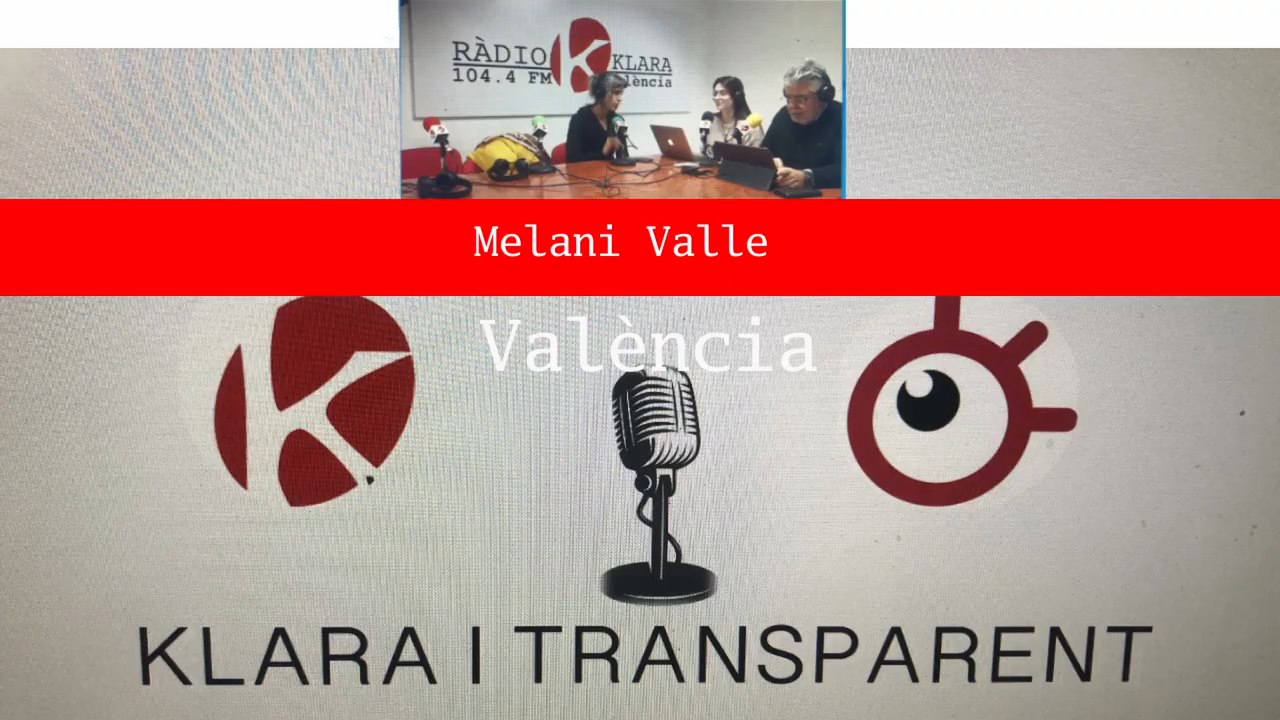 RÀDIO KLARA
104.4 FM València
Melani Valle
València
KLARA I TRANSPARENT